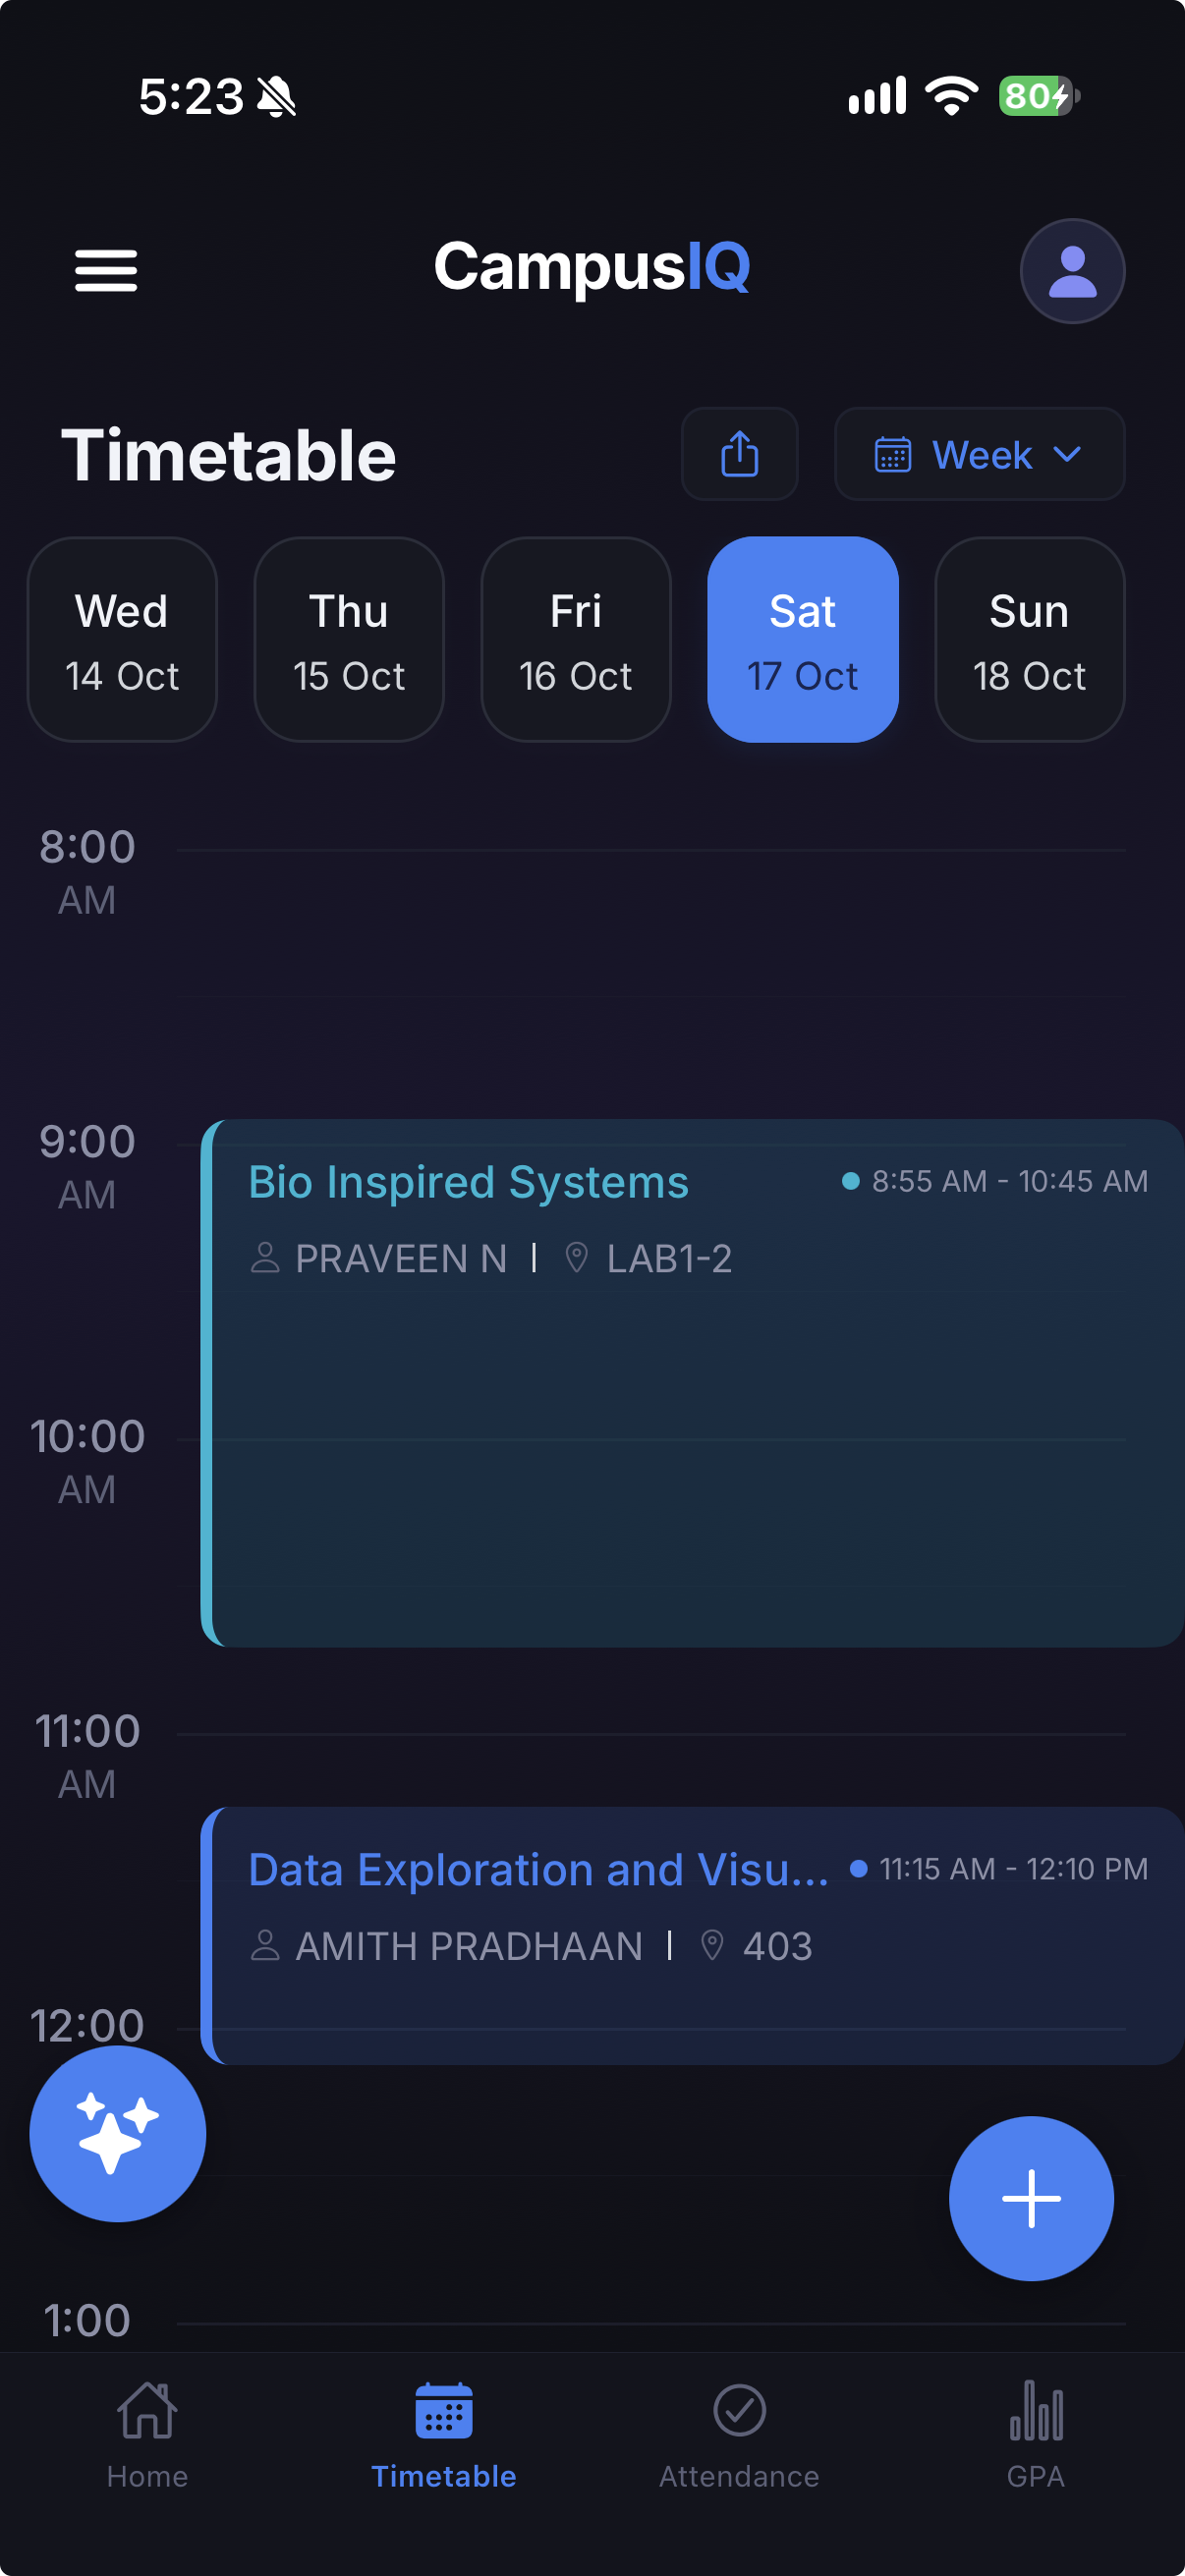 5:23 80
CampusIQ
Timetable Week
Wed Thu Fri Sat Sun
14 Oct 15 Oct 16 Oct 17 Oct 18 Oct
8:00
AM
9:00
AM
Bio Inspired Systems 8:55 AM - 10:45 AM
PRAVEEN N | LAB1-2
10:00
AM
11:00
AM
Data Exploration and Visu... 11:15 AM - 12:10 PM
AMITH PRADHAAN | 403
12:00
1:00
Home Timetable Attendance GPA